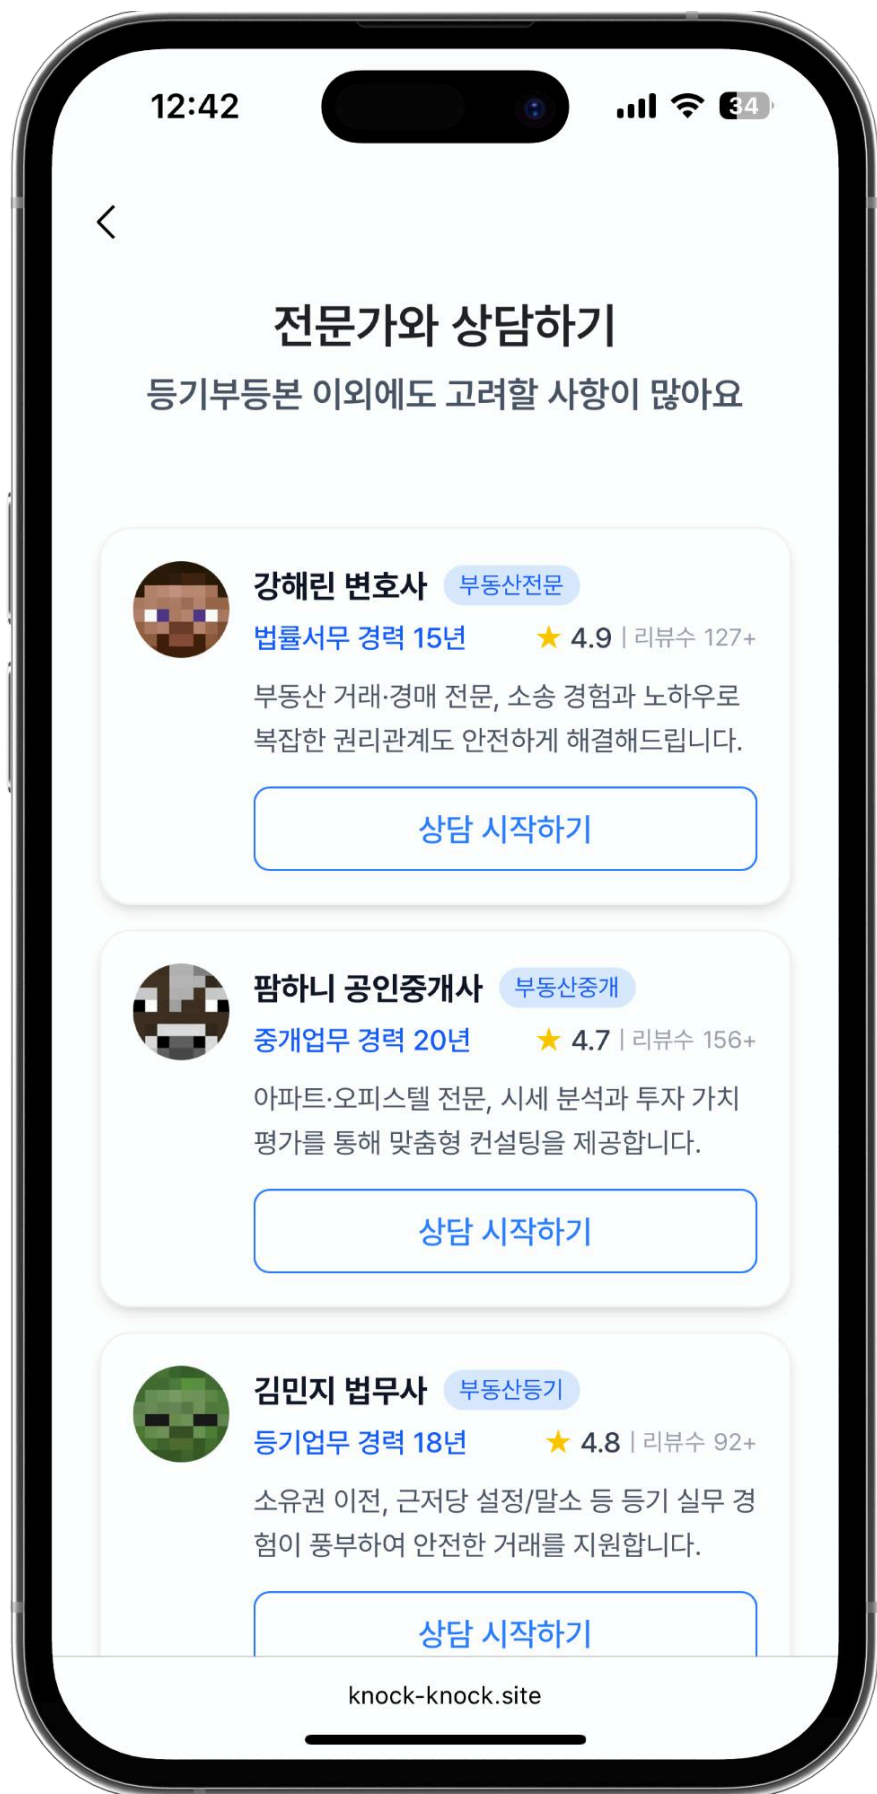 12:42
34
전문가와 상담하기
등기부등본 이외에도 고려할 사항이 많아요
강해린 변호사 부동산전문
법률서무 경력 15년 ★ 4.9 | 리뷰수 127+
부동산 거래·경매 전문, 소송 경험과 노하우로
복잡한 권리관계도 안전하게 해결해드립니다.
상담 시작하기
팜하니 공인중개사 부동산중개
중개업무 경력 20년 ★ 4.7 | 리뷰수 156+
아파트·오피스텔 전문, 시세 분석과 투자 가치
평가를 통해 맞춤형 컨설팅을 제공합니다.
상담 시작하기
김민지 법무사 부동산등기
등기업무 경력 18년 ★ 4.8 | 리뷰수 92+
소유권 이전, 근저당 설정/말소 등 등기 실무 경
험이 풍부하여 안전한 거래를 지원합니다.
상담 시작하기
knock-knock.site